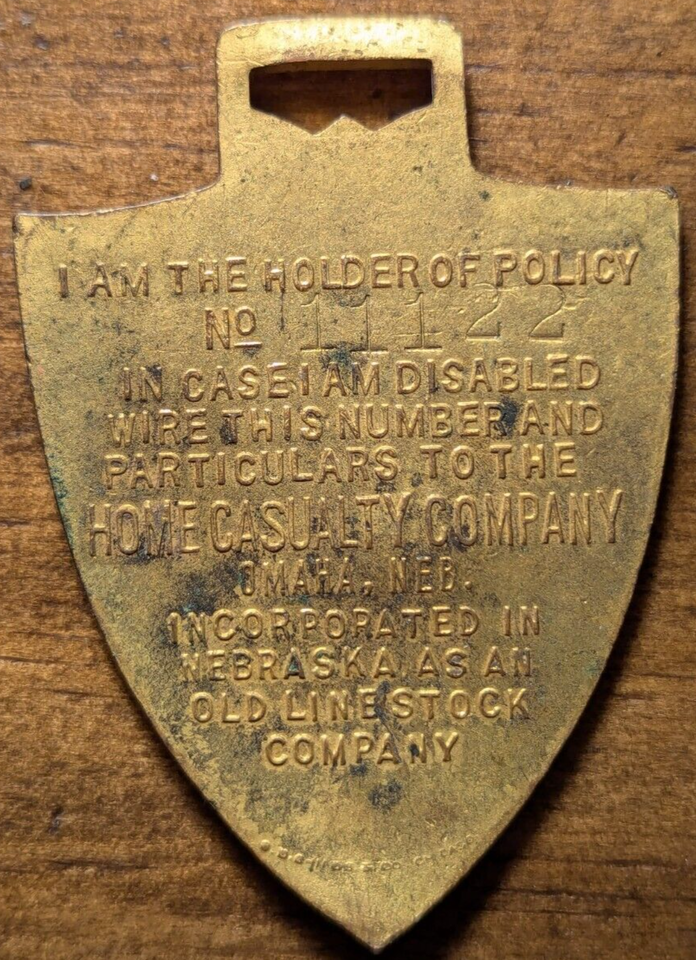 I AM THE HOLDER OF POLICY
Nº 11122
IN CASE I AM DISABLED
WIRE THIS NUMBER AND
PARTICULARS TO THE
HOME CASUALTY COMPANY
OMAHA, NEB.
INCORPORATED IN
NEBRASKA AS AN
OLD LINE STOCK
COMPANY